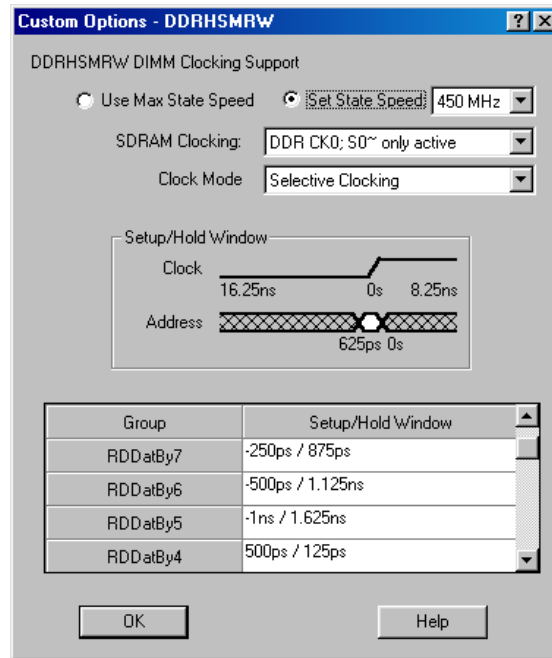 Custom Options - DDRHSMRW
DDRHSMRW DIMM Clocking Support
Use Max State Speed Set State Speed 450 MHz
SDRAM Clocking: DDR CK0; S0~ only active
Clock Mode Selective Clocking
Setup/Hold Window
Clock
16.25ns 0s 8.25ns
Address
625ps 0s
Group Setup/Hold Window
RDDatBy7 -250ps / 875ps
RDDatBy6 -500ps / 1.125ns
RDDatBy5 -1ns / 1.625ns
RDDatBy4 500ps / 125ps
OK Help